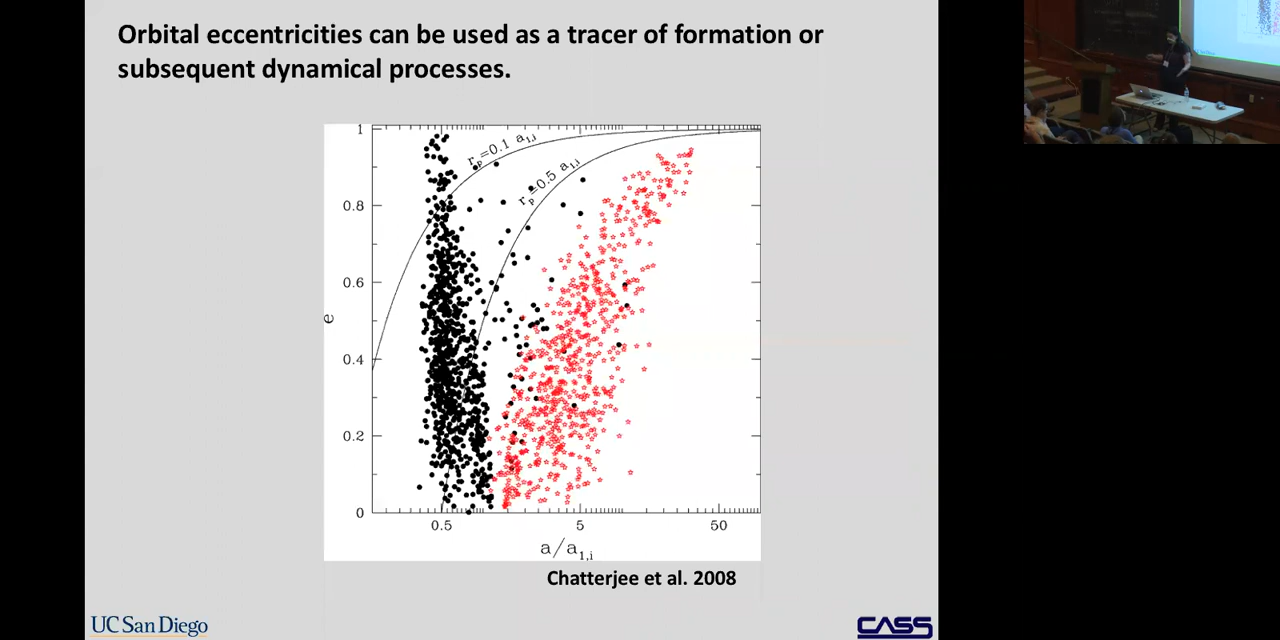 Orbital eccentricities can be used as a tracer of formation or
subsequent dynamical processes.
1
0.8
0.6
0.4
0.2
0
e
r_p=0.1 a_1,i
r_p=0.5 a_1,i
0.5
5
50
a/a_1,i
Chatterjee et al. 2008
UC San Diego
CASS